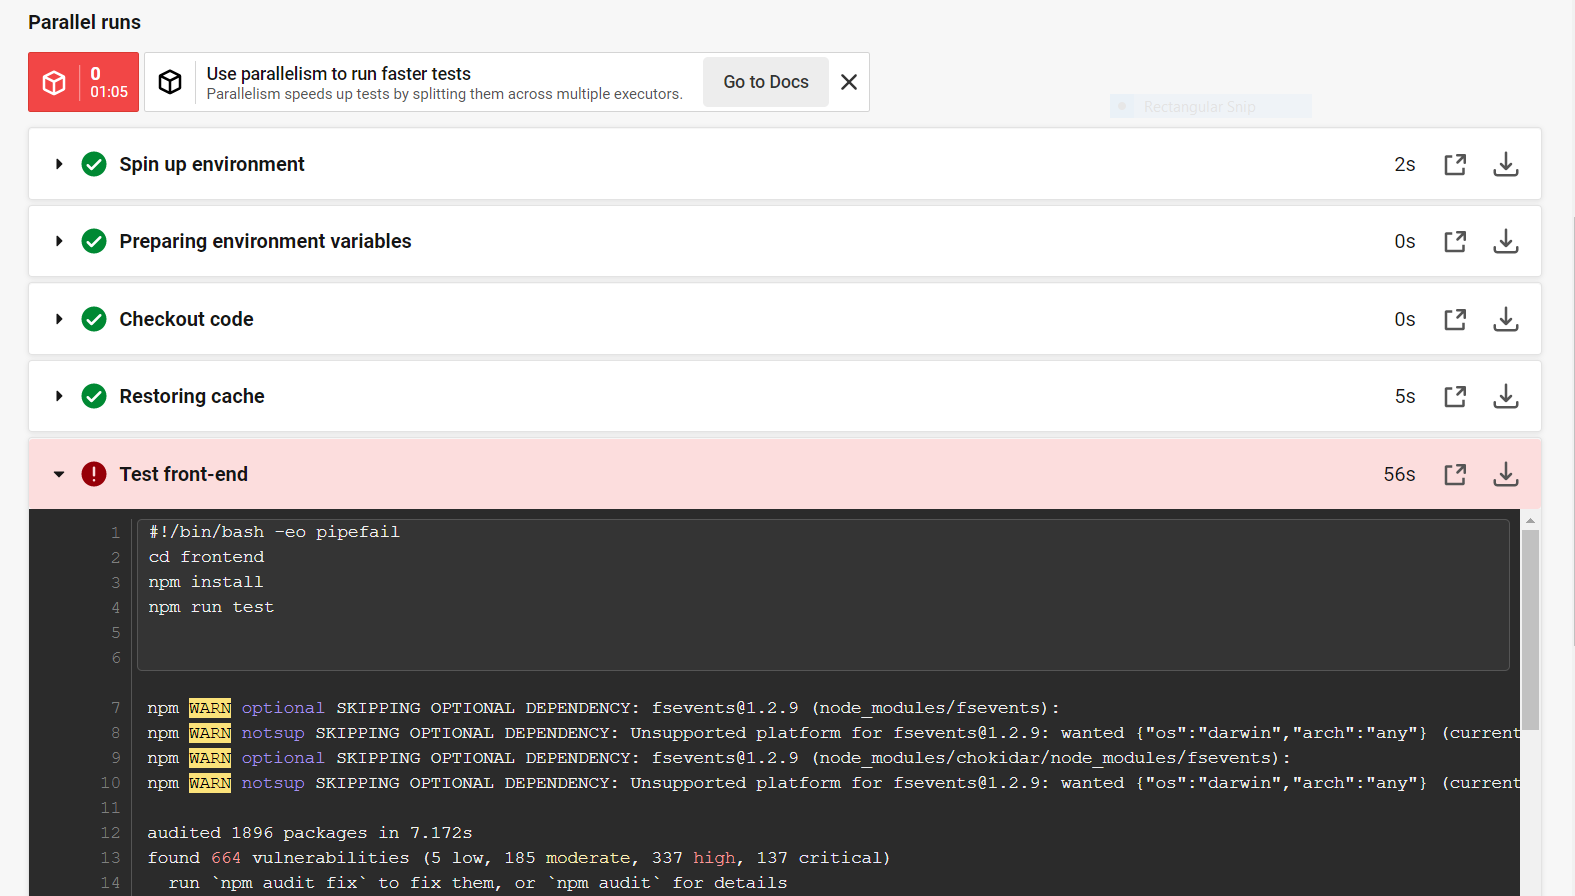 Parallel runs
0
01:05
Use parallelism to run faster tests
Parallelism speeds up tests by splitting them across multiple executors.
Go to Docs
Rectangular Snip
Spin up environment 2s
Preparing environment variables 0s
Checkout code 0s
Restoring cache 5s
Test front-end 56s
1 #!/bin/bash -eo pipefail
2 cd frontend
3 npm install
4 npm run test
5
6
7 npm WARN optional SKIPPING OPTIONAL DEPENDENCY: fsevents@1.2.9 (node_modules/fsevents):
8 npm WARN notsup SKIPPING OPTIONAL DEPENDENCY: Unsupported platform for fsevents@1.2.9: wanted {"os":"darwin","arch":"any"} (current
9 npm WARN optional SKIPPING OPTIONAL DEPENDENCY: fsevents@1.2.9 (node_modules/chokidar/node_modules/fsevents):
10 npm WARN notsup SKIPPING OPTIONAL DEPENDENCY: Unsupported platform for fsevents@1.2.9: wanted {"os":"darwin","arch":"any"} (current
11
12 audited 1896 packages in 7.172s
13 found 664 vulnerabilities (5 low, 185 moderate, 337 high, 137 critical)
14 run `npm audit fix` to fix them, or `npm audit` for details